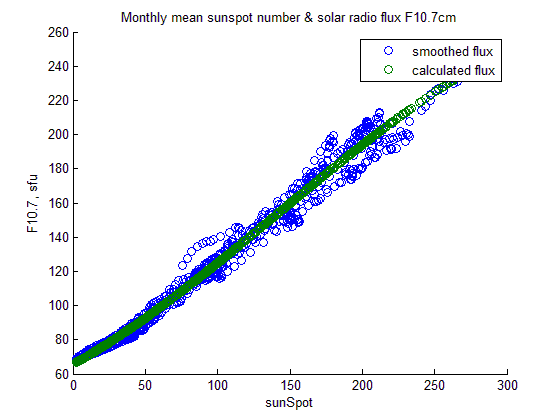 Monthly mean sunspot number & solar radio flux F10.7cm
smoothed flux
calculated flux
260
240
220
200
180
160
140
120
100
80
60
F10.7, sfu
0 50 100 150 200 250 300
sunSpot